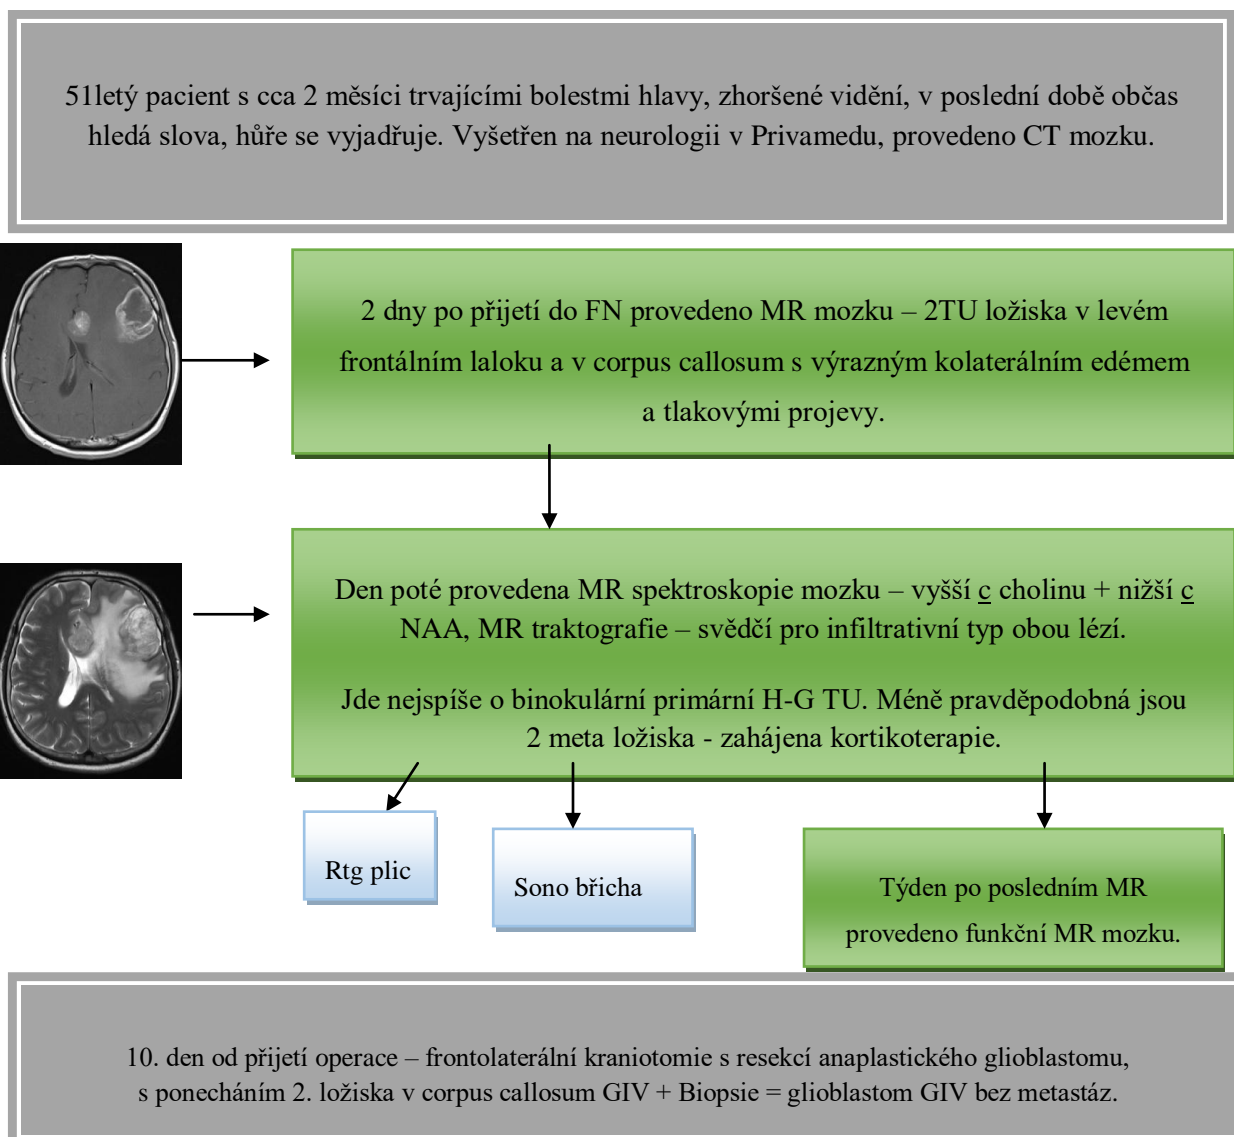 51letý pacient s cca 2 měsíci trvajícími bolestmi hlavy, zhoršené vidění, v poslední době občas
hledá slova, hůře se vyjadřuje. Vyšetřen na neurologii v Privamedu, provedeno CT mozku.
2 dny po přijetí do FN provedeno MR mozku – 2TU ložiska v levém
frontálním laloku a v corpus callosum s výrazným kolaterálním edémem
a tlakovými projevy.
Den poté provedena MR spektroskopie mozku – vyšší c cholinu + nižší c
NAA, MR traktografie – svědčí pro infiltrativní typ obou lézí.
Jde nejspíše o binokulární primární H-G TU. Méně pravděpodobná jsou
2 meta ložiska - zahájena kortikoterapie.
Rtg plic
Sono břicha
Týden po posledním MR
provedeno funkční MR mozku.
10. den od přijetí operace – frontolaterální kraniotomie s resekcí anaplastického glioblastomu,
s ponecháním 2. ložiska v corpus callosum GIV + Biopsie = glioblastom GIV bez metastáz.